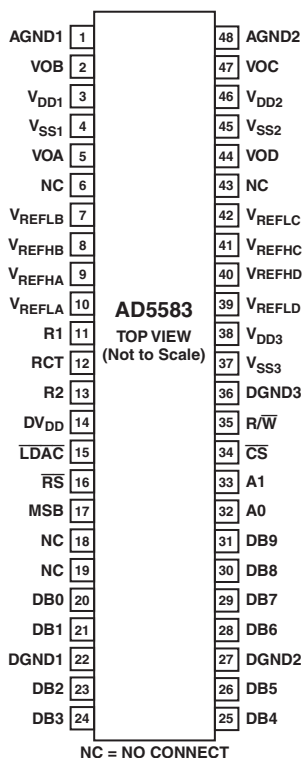 AGND1 1 48 AGND2
VOB 2 47 VOC
VDD1 3 46 VDD2
VSS1 4 45 VSS2
VOA 5 44 VOD
NC 6 43 NC
VREFLB 7 42 VREFLC
VREFHB 8 41 VREFHC
VREFHA 9 40 VREFHD
VREFLA 10 39 VREFLD
AD5583
R1 11 38 VDD3
TOP VIEW
(Not to Scale)
RCT 12 37 VSS3
R2 13 36 DGND3
DVDD 14 35 R/W̅
L̅D̅A̅C̅ 15 34 C̅S̅
R̅S̅ 16 33 A1
MSB 17 32 A0
NC 18 31 DB9
NC 19 30 DB8
DB0 20 29 DB7
DB1 21 28 DB6
DGND1 22 27 DGND2
DB2 23 26 DB5
DB3 24 25 DB4
NC = NO CONNECT